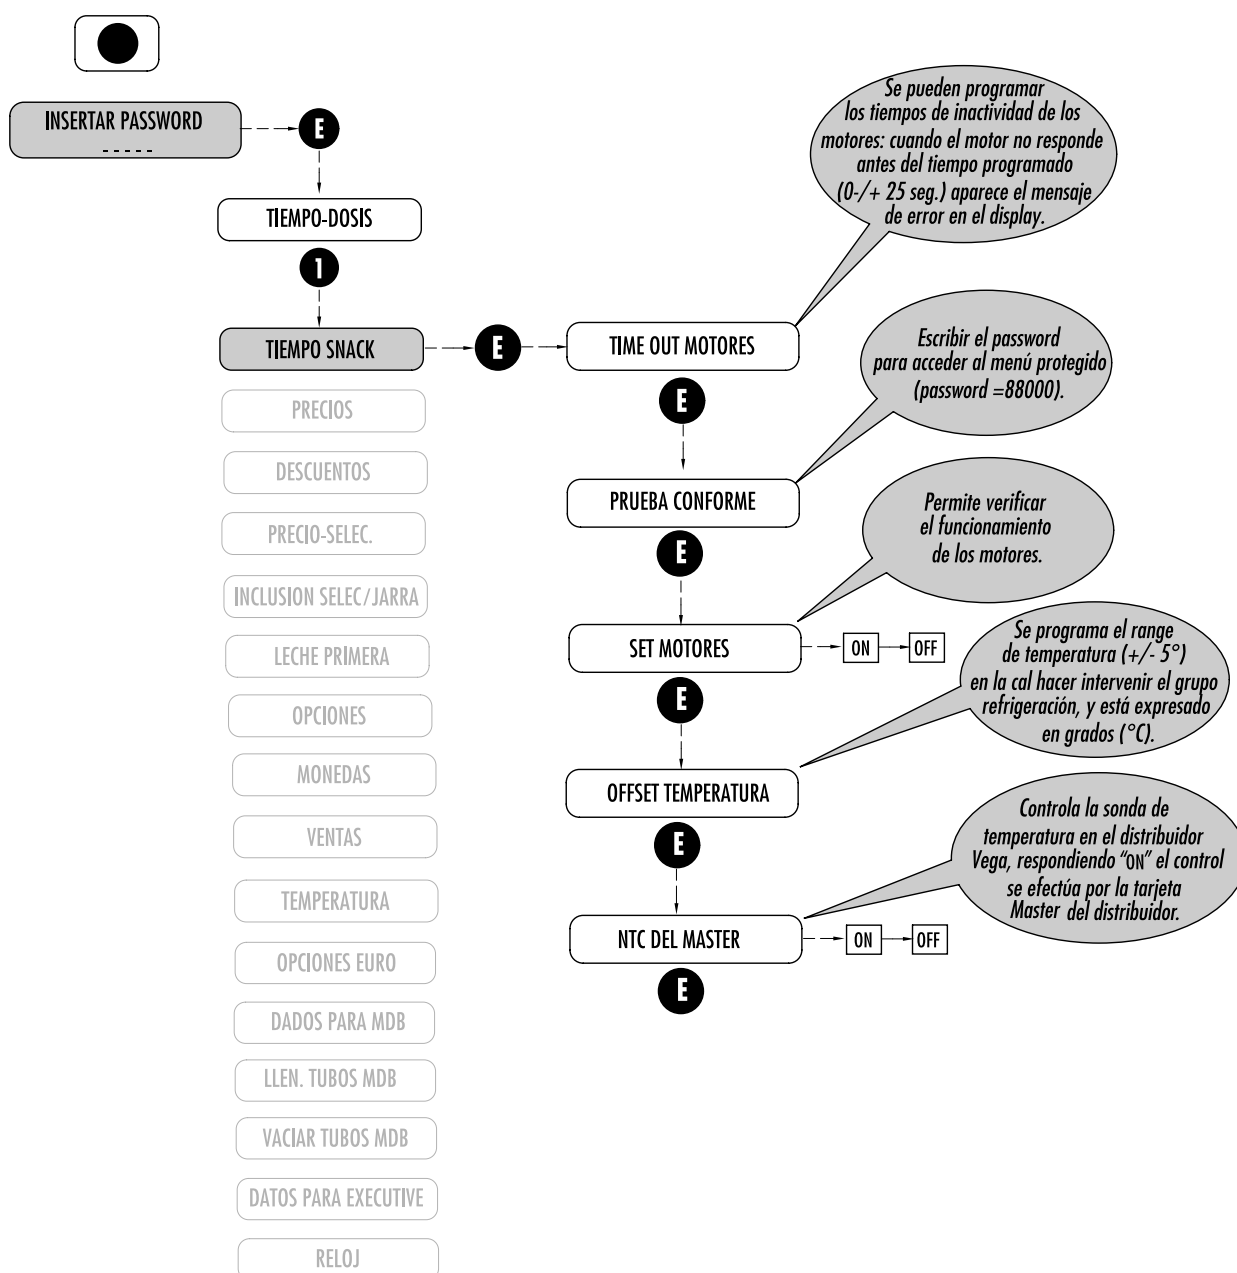 INSERTAR PASSWORD
- - - - -
E
TIEMPO-DOSIS
1
TIEMPO SNACK
E
PRECIOS
DESCUENTOS
PRECIO-SELEC.
INCLUSION SELEC/JARRA
LECHE PRIMERA
OPCIONES
MONEDAS
VENTAS
TEMPERATURA
OPCIONES EURO
DADOS PARA MDB
LLEN. TUBOS MDB
VACIAR TUBOS MDB
DATOS PARA EXECUTIVE
RELOJ
TIME OUT MOTORES
Se pueden programar
los tiempos de inactividad de los
motores: cuando el motor no responde
antes del tiempo programado
(0-/+ 25 seg.) aparece el mensaje
de error en el display.
E
PRUEBA CONFORME
Escribir el password
para acceder al menú protegido
(password =88000).
E
SET MOTORES
ON
OFF
Permite verificar
el funcionamiento
de los motores.
E
OFFSET TEMPERATURA
Se programa el range
de temperatura (+/- 5°)
en la cal hacer intervenir el grupo
refrigeración, y está expresado
en grados (°C).
E
NTC DEL MASTER
ON
OFF
Controla la sonda de
temperatura en el distribuidor
Vega, respondiendo “ON” el control
se efectúa por la tarjeta
Master del distribuidor.
E